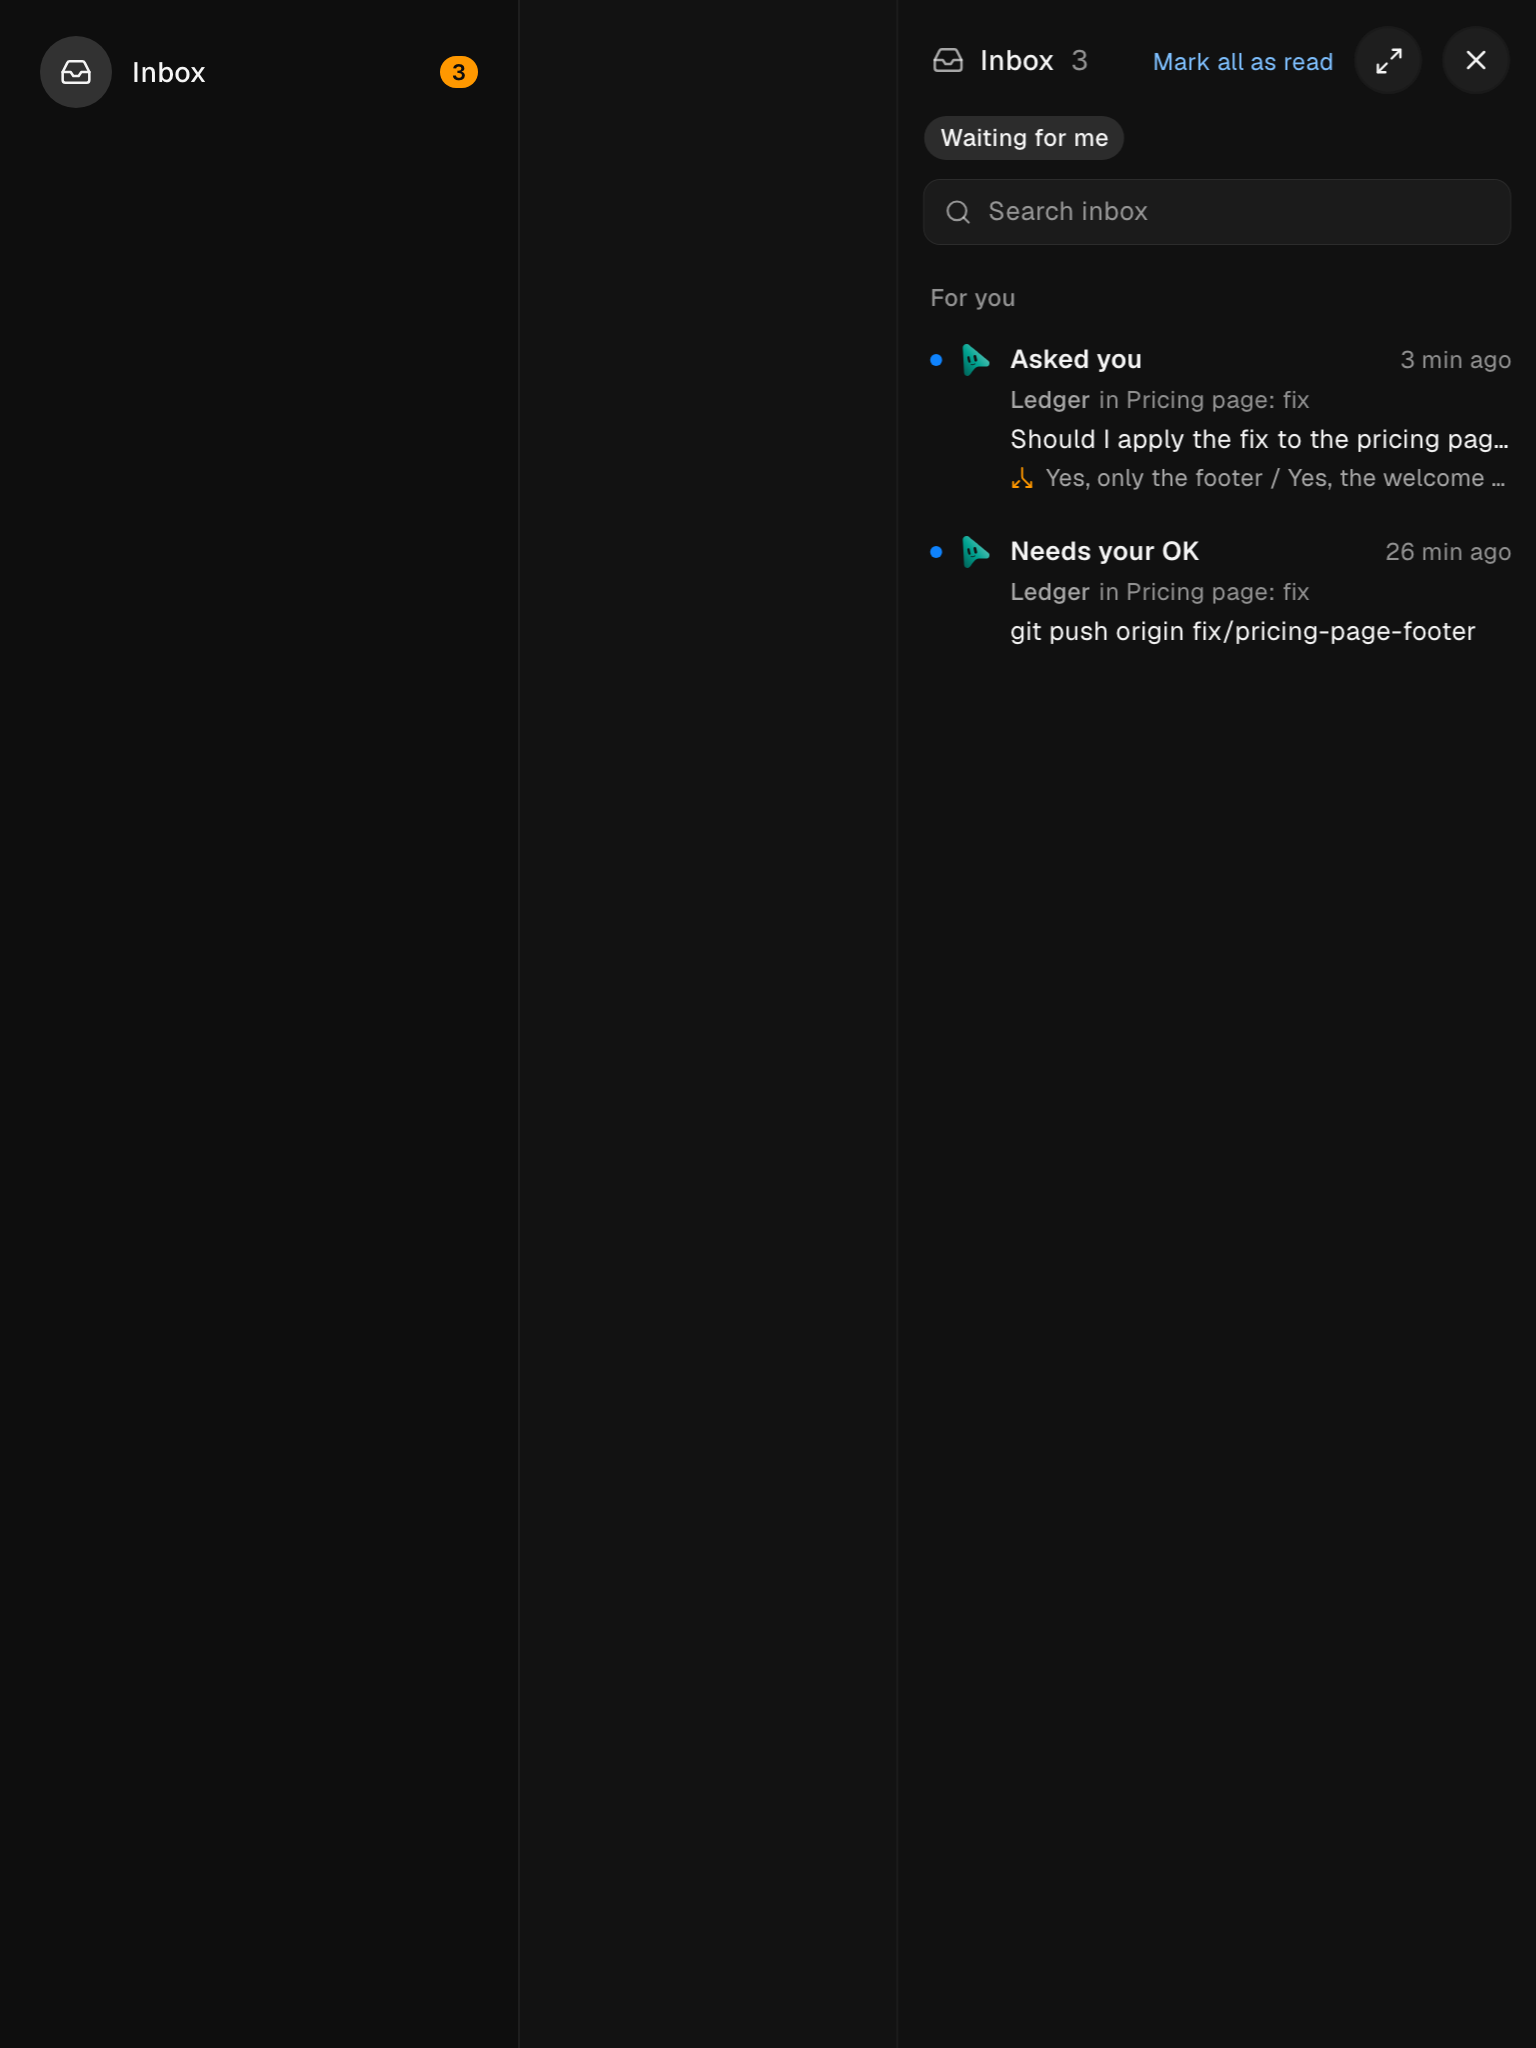 Inbox
3
Inbox 3
Mark all as read
Waiting for me
Search inbox
For you
Asked you
3 min ago
Ledger in Pricing page: fix
Should I apply the fix to the pricing pag…
Yes, only the footer / Yes, the welcome …
Needs your OK
26 min ago
Ledger in Pricing page: fix
git push origin fix/pricing-page-footer